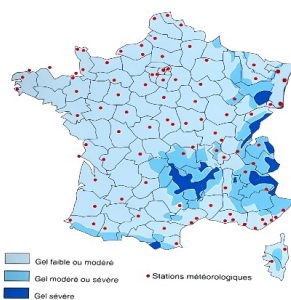 Gel faible ou modéré
Gel modéré ou sévère
Stations météorologiques
Gel sévère